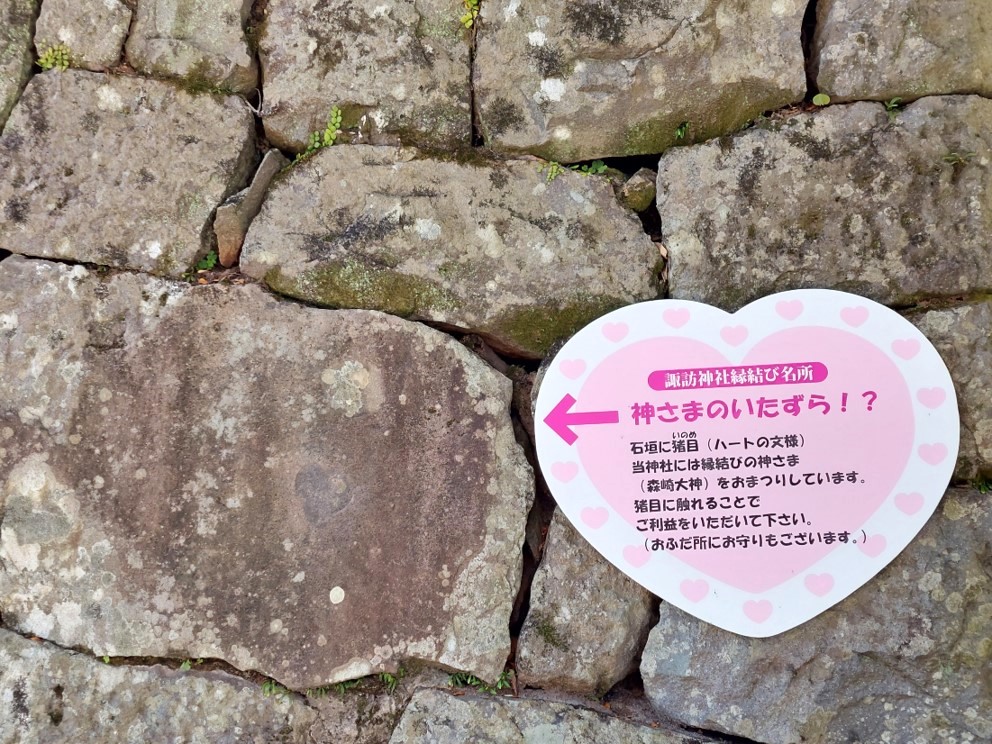 諏訪神社縁結び名所
神さまのいたずら！？
石垣に猪目（ハートの文様）
いのめ
当神社には縁結びの神さま
（森崎大神）をおまつりしています。
猪目に触れることで
ご利益をいただいて下さい。
（おふだ所にお守りもございます。）